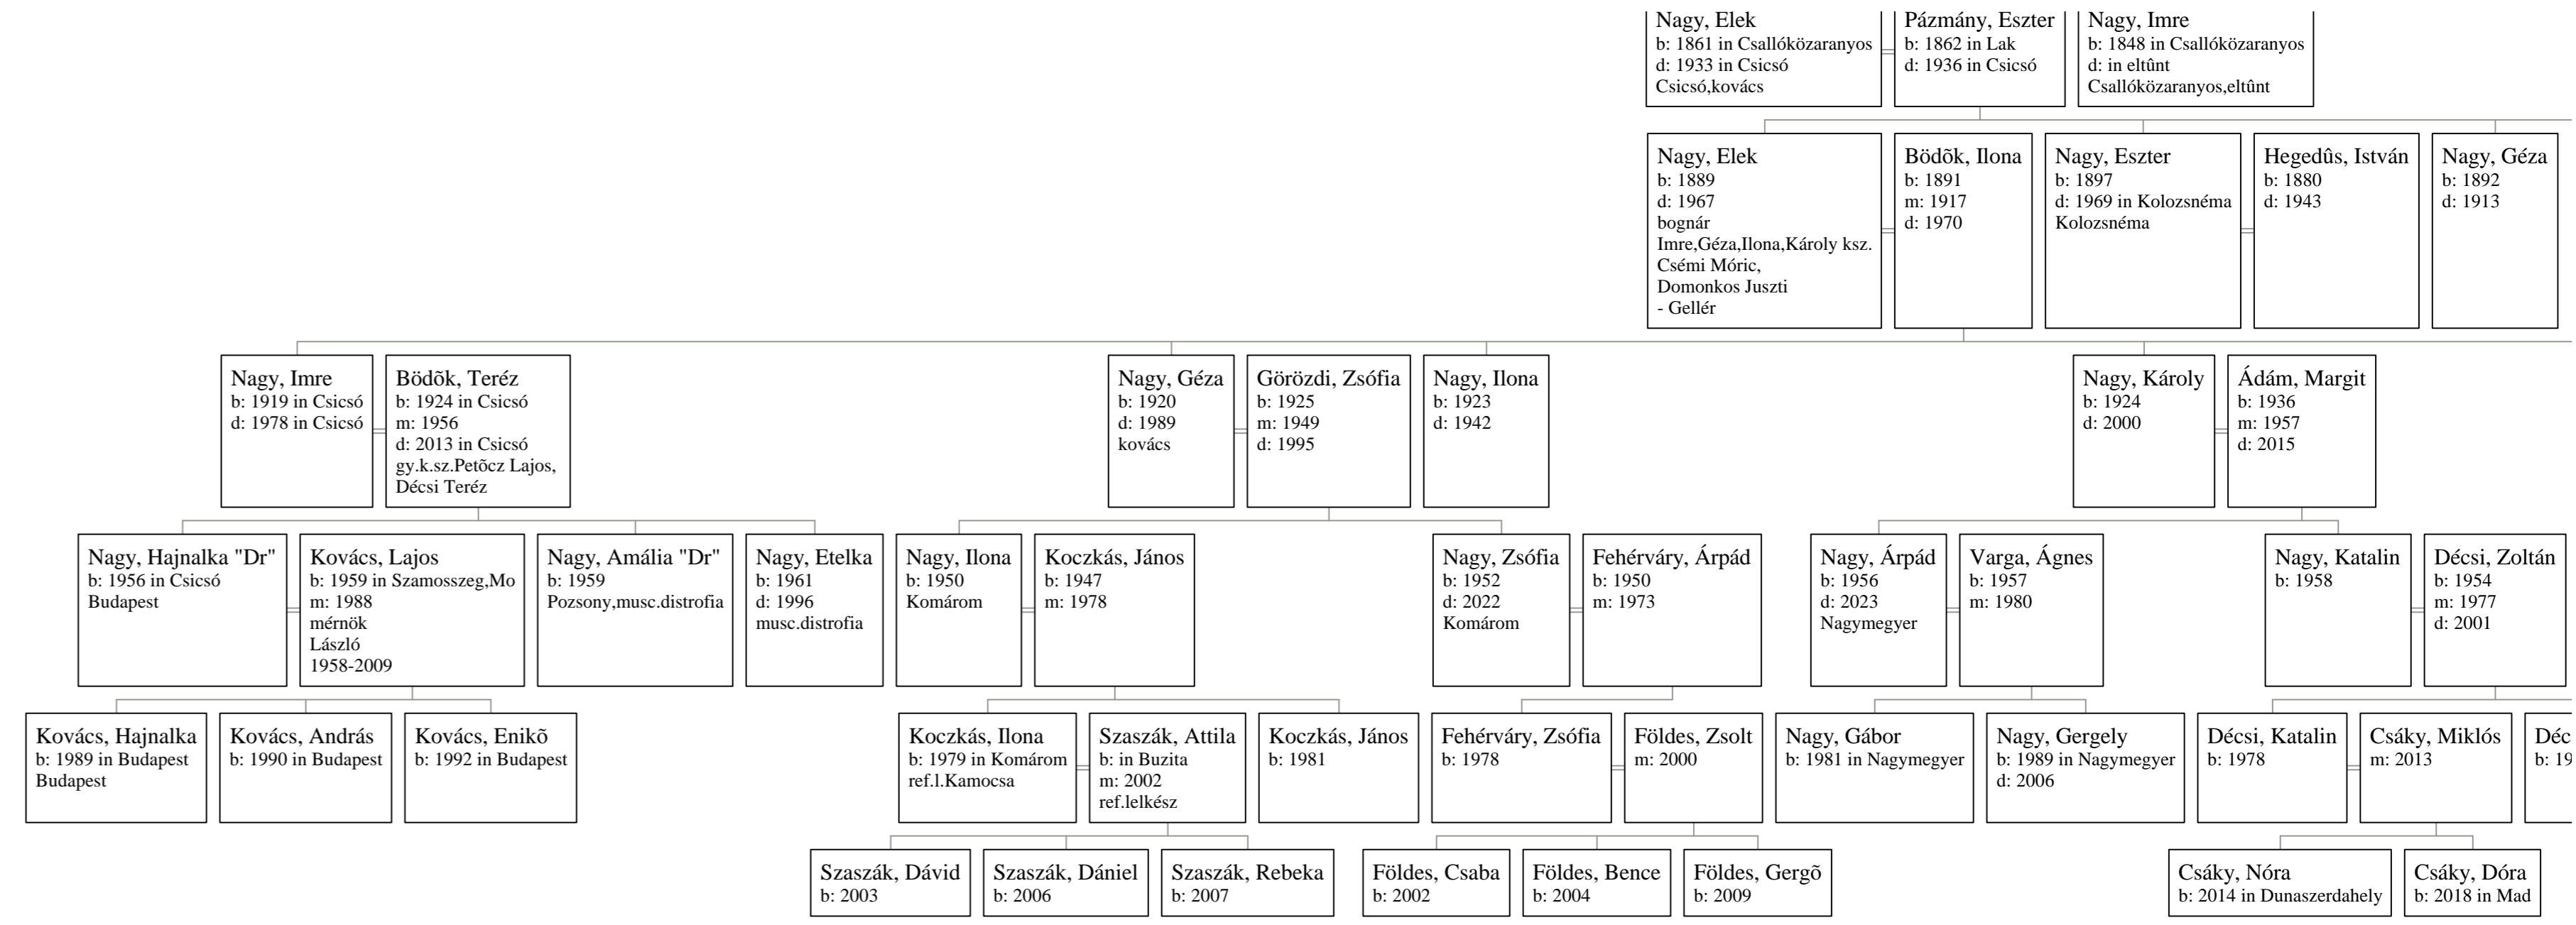 Nagy, Elek
b: 1861 in Csallóközaranyos
d: 1933 in Csicsó
Csicsó,kovács
Pázmány, Eszter
b: 1862 in Lak
d: 1936 in Csicsó
Nagy, Imre
b: 1848 in Csallóközaranyos
d: in eltûnt
Csallóközaranyos,eltûnt
Nagy, Elek
b: 1889
d: 1967
bognár
Imre,Géza,Ilona,Károly ksz.
Csémi Móric,
Domonkos Juszti
- Gellér
Bödõk, Ilona
b: 1891
m: 1917
d: 1970
Nagy, Eszter
b: 1897
d: 1969 in Kolozsnéma
Kolozsnéma
Hegedûs, István
b: 1880
d: 1943
Nagy, Géza
b: 1892
d: 1913
Nagy, Imre
b: 1919 in Csicsó
d: 1978 in Csicsó
Bödõk, Teréz
b: 1924 in Csicsó
m: 1956
d: 2013 in Csicsó
gy.k.sz.Petõcz Lajos,
Décsi Teréz
Nagy, Géza
b: 1920
d: 1989
kovács
Görözdi, Zsófia
b: 1925
m: 1949
d: 1995
Nagy, Ilona
b: 1923
d: 1942
Nagy, Károly
b: 1924
d: 2000
Ádám, Margit
b: 1936
m: 1957
d: 2015
Nagy, Hajnalka "Dr"
b: 1956 in Csicsó
Budapest
Kovács, Lajos
b: 1959 in Szamosszeg,Mo
m: 1988
mérnök
László
1958-2009
Nagy, Amália "Dr"
b: 1959
Pozsony,musc.distrofia
Nagy, Etelka
b: 1961
d: 1996
musc.distrofia
Nagy, Ilona
b: 1950
Komárom
Koczkás, János
b: 1947
m: 1978
Nagy, Zsófia
b: 1952
d: 2022
Komárom
Fehérváry, Árpád
b: 1950
m: 1973
Nagy, Árpád
b: 1956
d: 2023
Nagymegyer
Varga, Ágnes
b: 1957
m: 1980
Nagy, Katalin
b: 1958
Décsi, Zoltán
b: 1954
m: 1977
d: 2001
Kovács, Hajnalka
b: 1989 in Budapest
Budapest
Kovács, András
b: 1990 in Budapest
Kovács, Enikõ
b: 1992 in Budapest
Koczkás, Ilona
b: 1979 in Komárom
ref.l.Kamocsa
Szaszák, Attila
b: in Buzita
m: 2002
ref.lelkész
Koczkás, János
b: 1981
Fehérváry, Zsófia
b: 1978
Földes, Zsolt
m: 2000
Nagy, Gábor
b: 1981 in Nagymegyer
Nagy, Gergely
b: 1989 in Nagymegyer
d: 2006
Décsi, Katalin
b: 1978
Csáky, Miklós
m: 2013
Déc
b: 19
Szaszák, Dávid
b: 2003
Szaszák, Dániel
b: 2006
Szaszák, Rebeka
b: 2007
Földes, Csaba
b: 2002
Földes, Bence
b: 2004
Földes, Gergõ
b: 2009
Csáky, Nóra
b: 2014 in Dunaszerdahely
Csáky, Dóra
b: 2018 in Mad